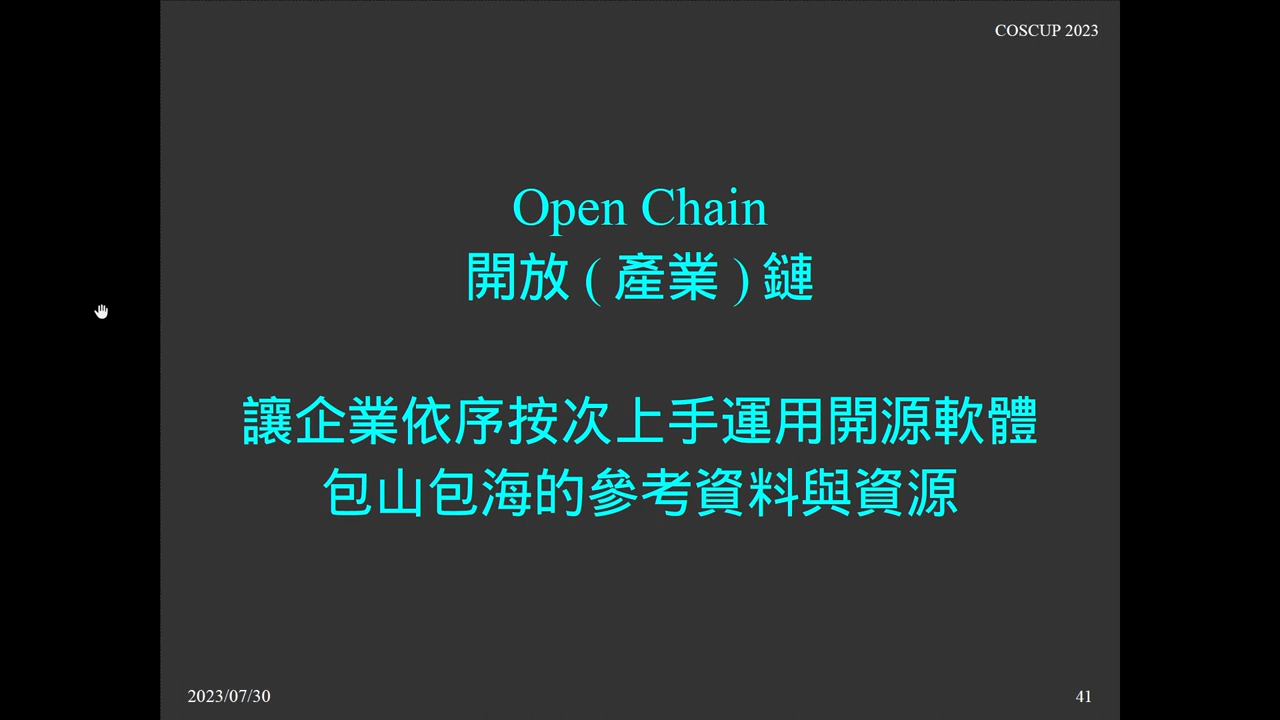 COSCUP 2023
Open Chain
開放 ( 產業 ) 鏈
讓企業依序按次上手運用開源軟體
包山包海的參考資料與資源
2023/07/30
41